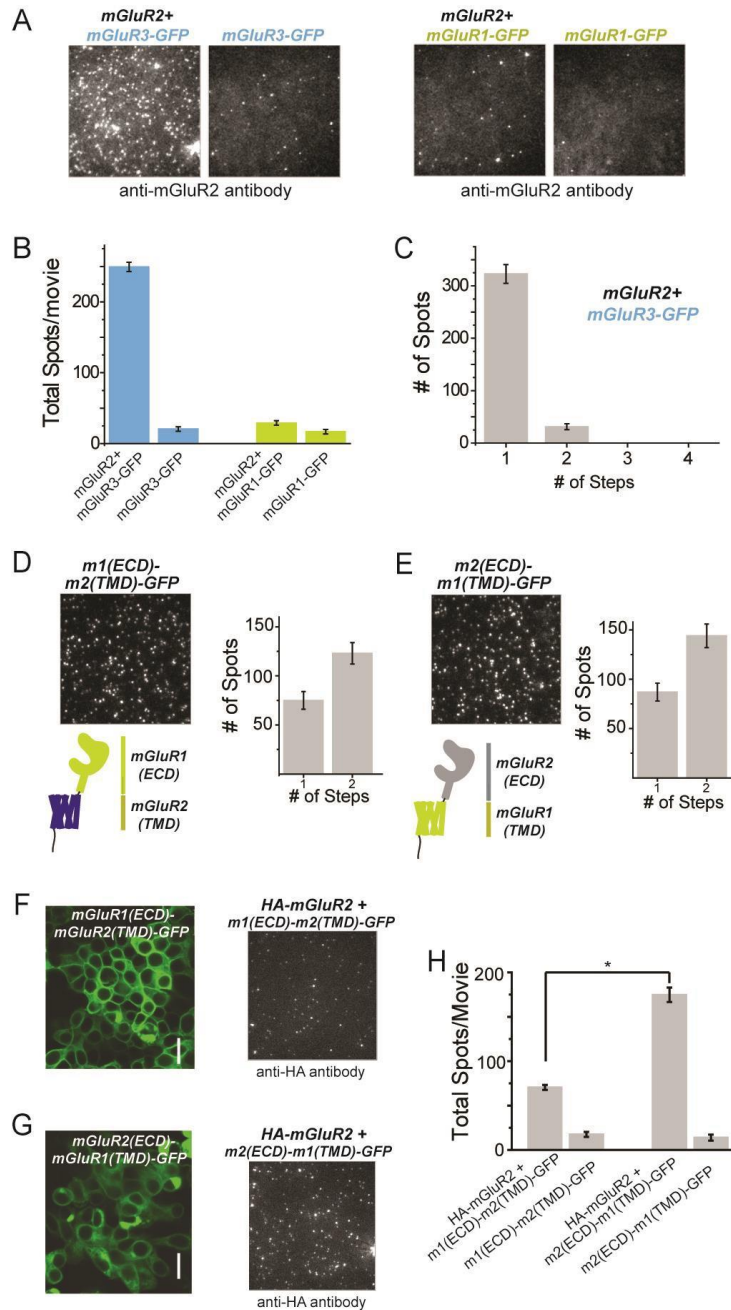 A
mGluR2+
mGluR3-GFP
mGluR3-GFP
mGluR2+
mGluR1-GFP
mGluR1-GFP
anti-mGluR2 antibody
anti-mGluR2 antibody
B
Total Spots/movie
250
150
50
0
mGluR2+
mGluR3-GFP
mGluR3-GFP
mGluR2+
mGluR1-GFP
mGluR1-GFP
C
# of Spots
300
200
100
0
mGluR2+
mGluR3-GFP
1 2 3 4
# of Steps
D
m1(ECD)-
m2(TMD)-GFP
mGluR1
(ECD)
mGluR2
(TMD)
# of Spots
150
100
50
1 2
# of Steps
E
m2(ECD)-
m1(TMD)-GFP
mGluR2
(ECD)
mGluR1
(TMD)
# of Spots
150
100
50
1 2
# of Steps
F
mGluR1(ECD)-
mGluR2(TMD)-GFP
HA-mGluR2 +
m1(ECD)-m2(TMD)-GFP
anti-HA antibody
G
mGluR2(ECD)-
mGluR1(TMD)-GFP
HA-mGluR2 +
m2(ECD)-m1(TMD)-GFP
anti-HA antibody
H
Total Spots/Movie
200
100
50
0
*
HA-mGluR2 +
m1(ECD)-m2(TMD)-GFP
m1(ECD)-m2(TMD)-GFP
HA-mGluR2 +
m2(ECD)-m1(TMD)-GFP
m2(ECD)-m1(TMD)-GFP